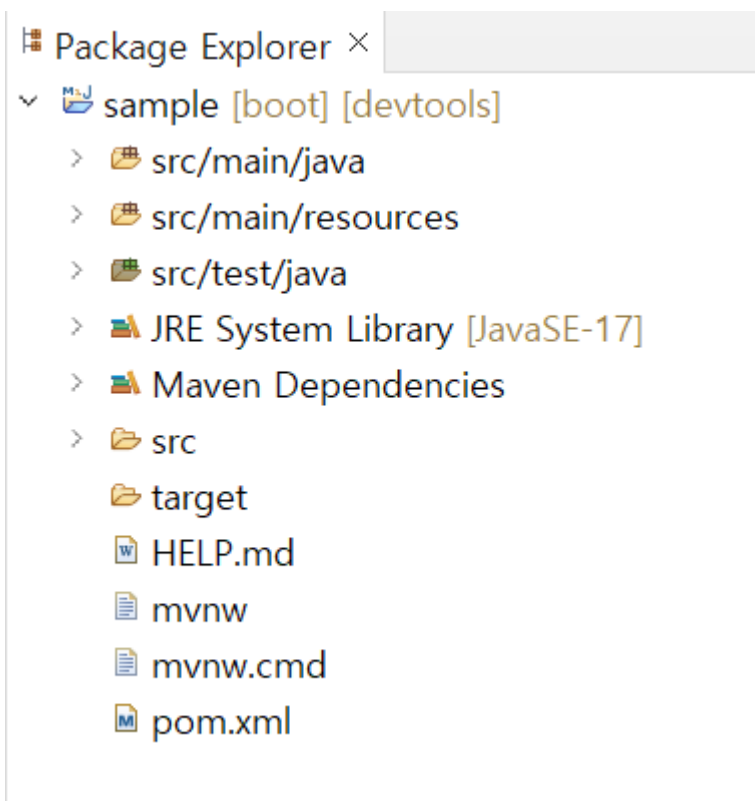 Package Explorer ×
sample [boot] [devtools]
src/main/java
src/main/resources
src/test/java
JRE System Library [JavaSE-17]
Maven Dependencies
src
target
HELP.md
mvnw
mvnw.cmd
pom.xml